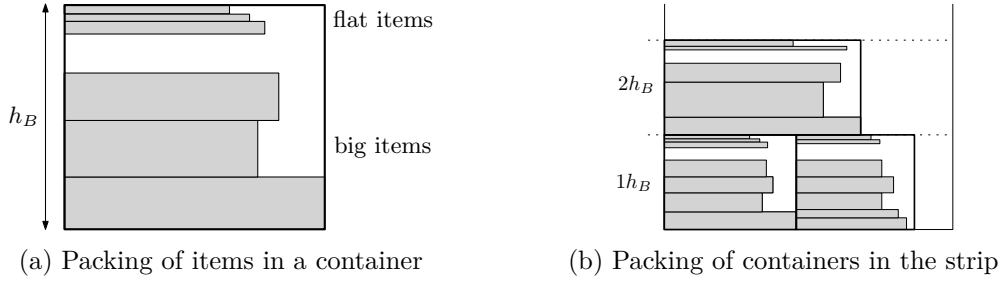 flat items
h_B
big items
(a) Packing of items in a container
2h_B
1h_B
(b) Packing of containers in the strip